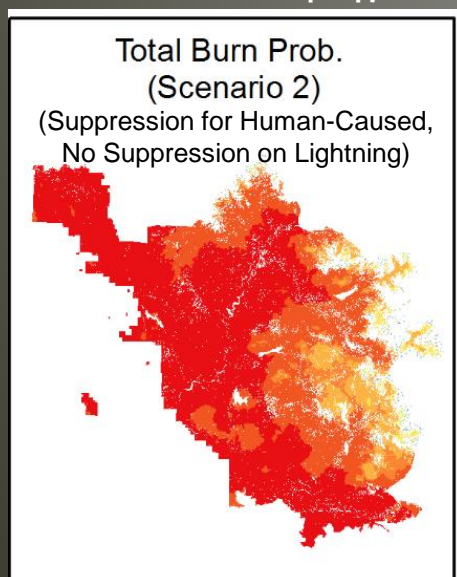 Total Burn Prob.
(Scenario 2)
(Suppression for Human-Caused,
No Suppression on Lightning)